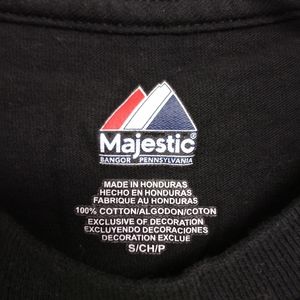 Majestic®
BANGOR PENNSYLVANIA
MADE IN HONDURAS
HECHO EN HONDURAS
FABRIQUE AU HONDURAS
100% COTTON/ALGODON/COTON
EXCLUSIVE OF DECORATION
EXCLUYENDO DECORACIONES
DECORATION EXCLUE
S/CH/P